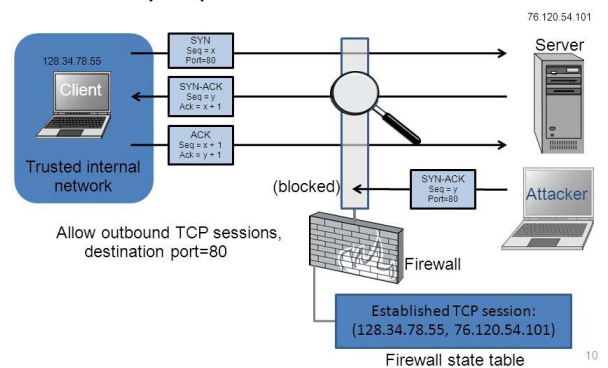 76.120.54.101
Server
SYN
Seq = x
Port=80
128.34.78.55
Client
SYN-ACK
Seq = y
Ack = x + 1
ACK
Seq = x + 1
Ack = y + 1
Trusted internal
network
(blocked)
SYN-ACK
Seq = y
Port=80
Attacker
Allow outbound TCP sessions,
destination port=80
Firewall
Established TCP session:
(128.34.78.55, 76.120.54.101)
Firewall state table
10